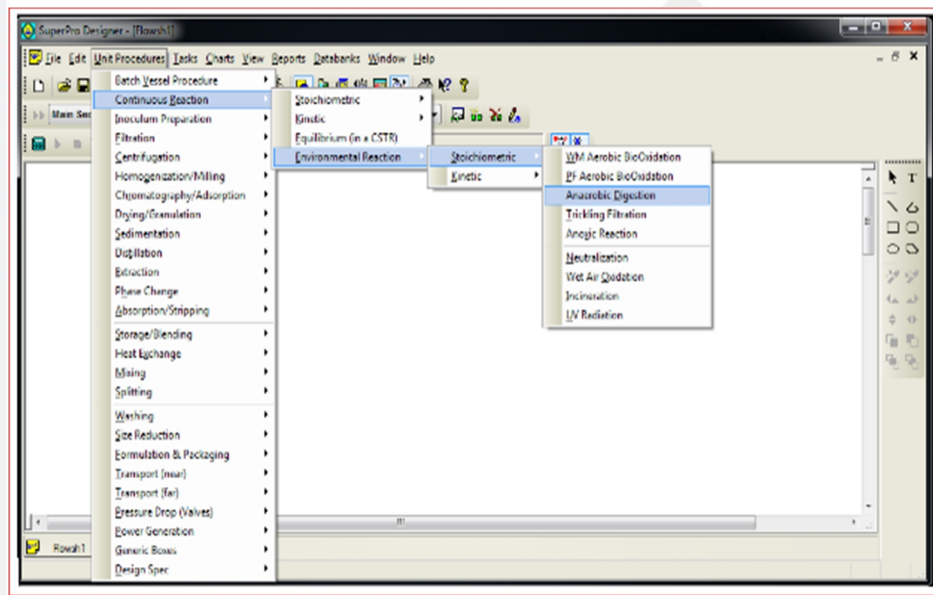 SuperPro Designer - [Flowsh1]
File Edit Unit Procedures Tasks Charts View Reports Databanks Window Help
Main Sec
Batch Vessel Procedure
Continuous Reaction
Inoculum Preparation
Filtration
Centrifugation
Homogenization/Milling
Chromatography/Adsorption
Drying/Granulation
Sedimentation
Distillation
Extraction
Phase Change
Absorption/Stripping
Storage/Blending
Heat Exchange
Mixing
Splitting
Washing
Size Reduction
Formulation & Packaging
Transport (near)
Transport (far)
Pressure Drop (Valves)
Power Generation
Generic Boxes
Design Spec
Stoichiometric
Kinetic
Equilibrium (in a CSTR)
Environmental Reaction
Stoichiometric
Kinetic
WM Aerobic BioOxidation
PF Aerobic BioOxidation
Anaerobic Digestion
Trickling Filtration
Anoxic Reaction
Neutralization
Wet Air Oxidation
Incineration
UV Radiation
T
Flowsh1